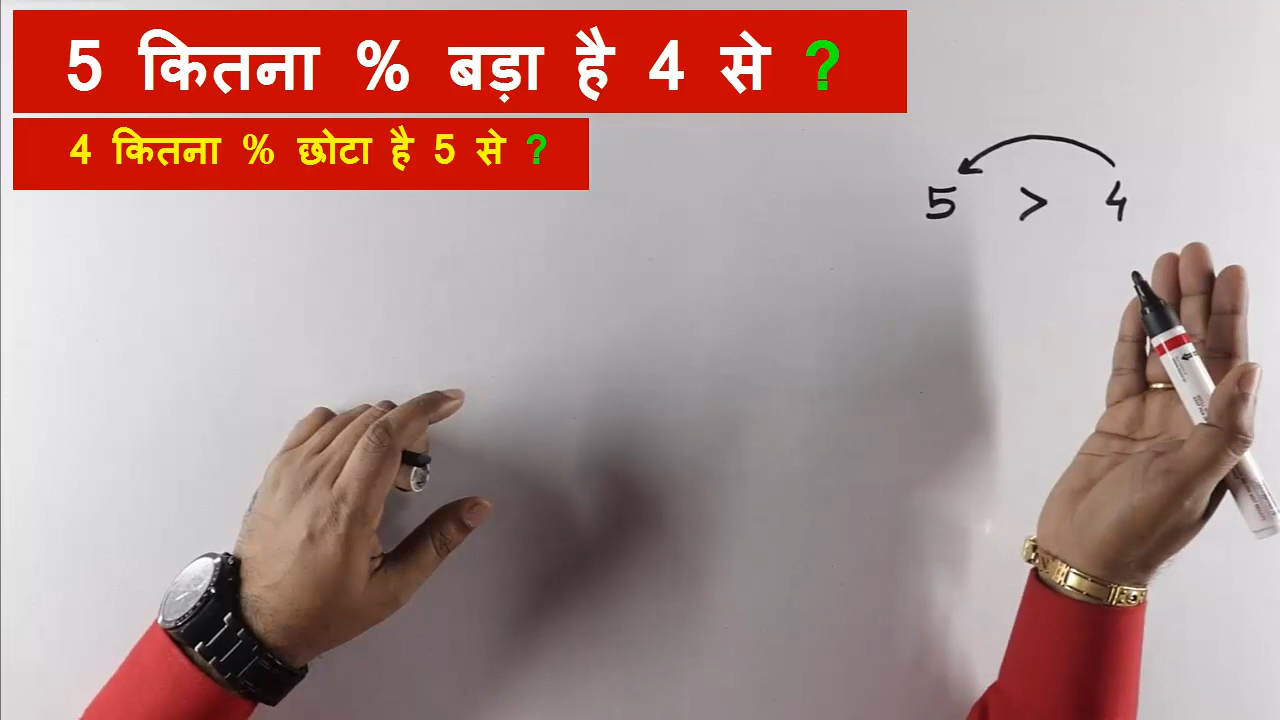 5 कितना % बड़ा है 4 से ?
4 कितना % छोटा है 5 से ?
5 > 4